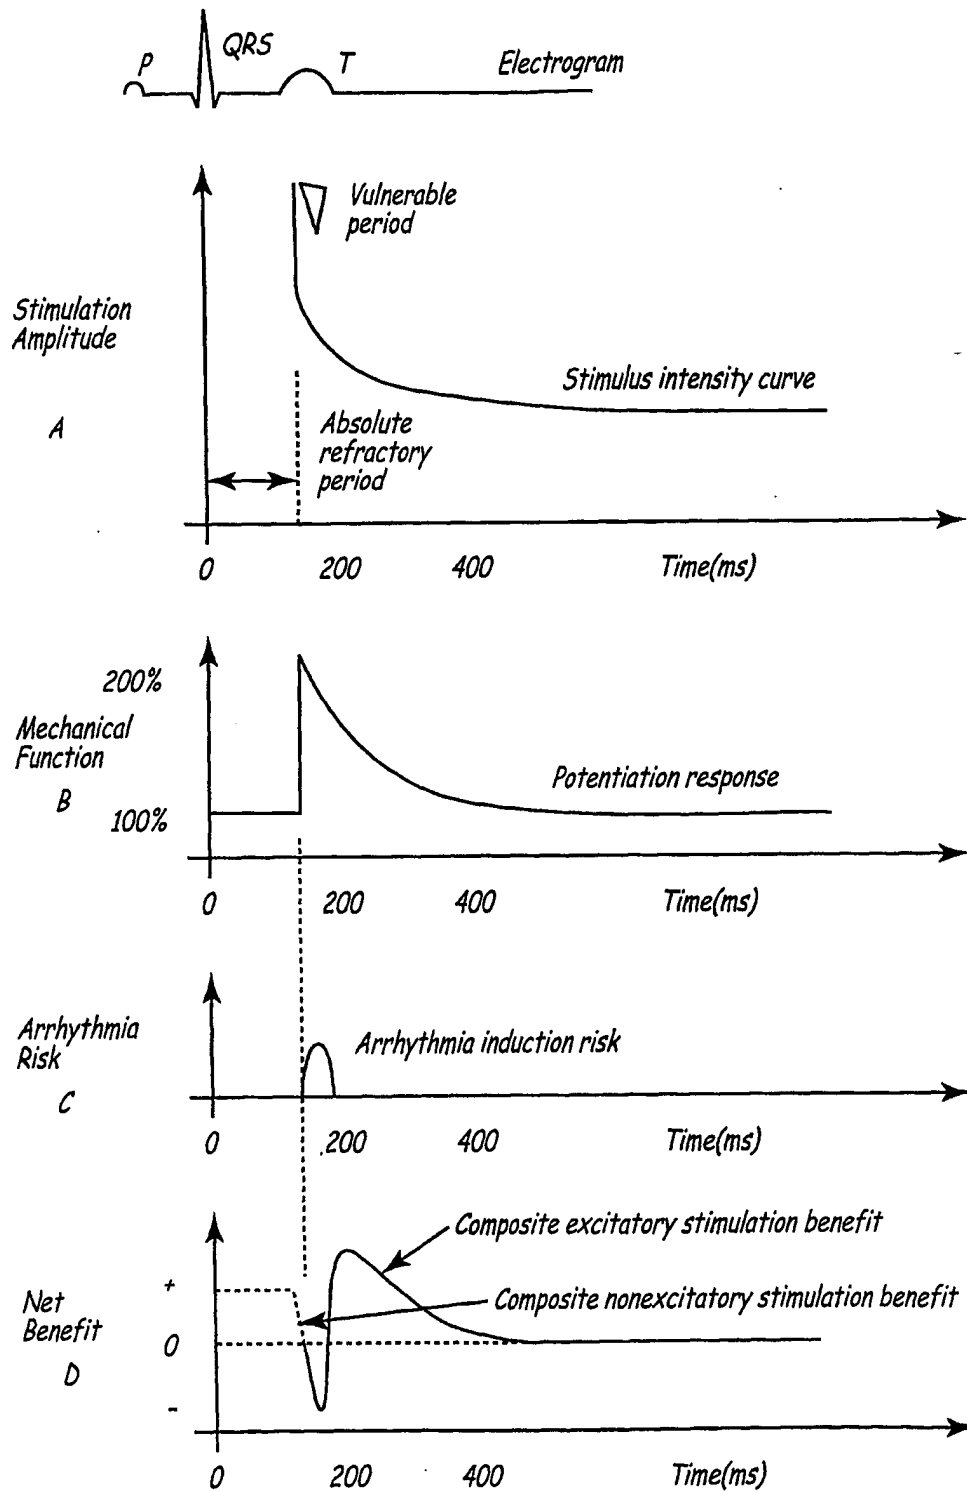 P
QRS
T
Electrogram
Vulnerable
period
Stimulation
Amplitude
A
Stimulus intensity curve
Absolute
refractory
period
0 200 400 Time(ms)
200%
Mechanical
Function
B
100%
Potentiation response
0 200 400 Time(ms)
Arrhythmia
Risk
C
Arrhythmia induction risk
0 200 400 Time(ms)
Composite excitatory stimulation benefit
+
Composite nonexcitatory stimulation benefit
Net
Benefit
0
D
-
0 200 400 Time(ms)